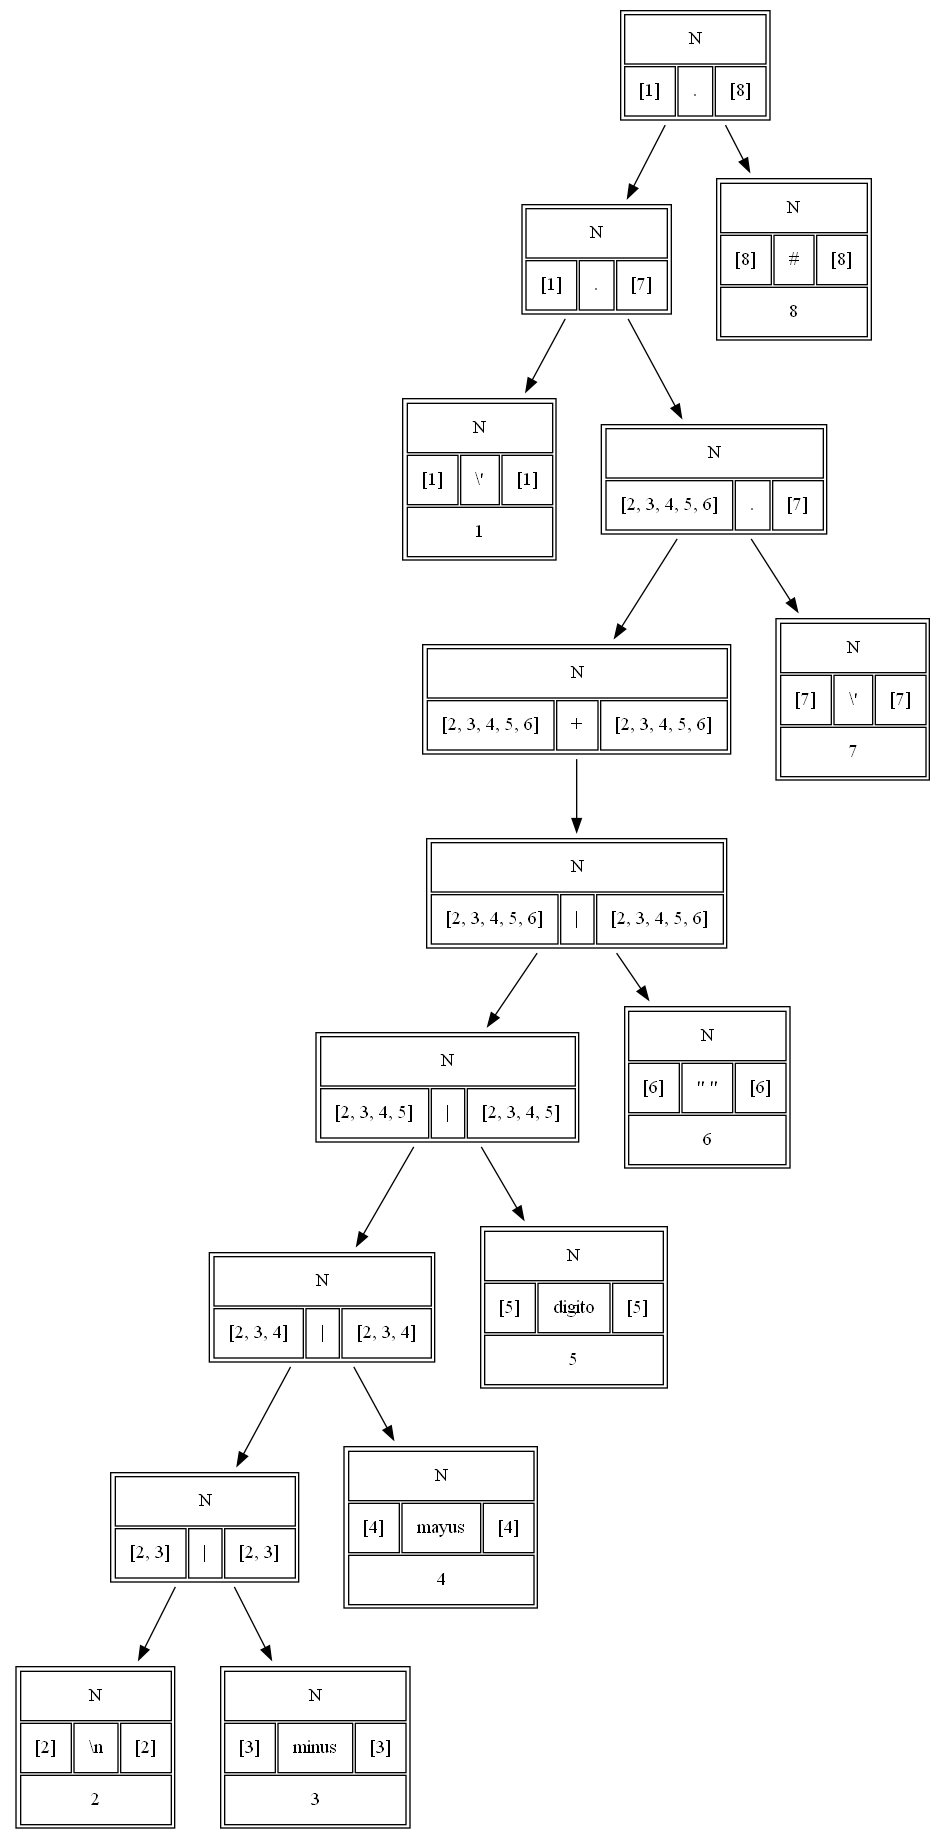 N
[1] . [8]
N
[1] . [7]
N
[8] # [8]
8
N
[1] \' [1]
1
N
[2, 3, 4, 5, 6] . [7]
N
[2, 3, 4, 5, 6] + [2, 3, 4, 5, 6]
N
[7] \' [7]
7
N
[2, 3, 4, 5, 6] | [2, 3, 4, 5, 6]
N
[2, 3, 4, 5] | [2, 3, 4, 5]
N
[6] " " [6]
6
N
[2, 3, 4] | [2, 3, 4]
N
[5] digito [5]
5
N
[2, 3] | [2, 3]
N
[4] mayus [4]
4
N
[2] \n [2]
2
N
[3] minus [3]
3